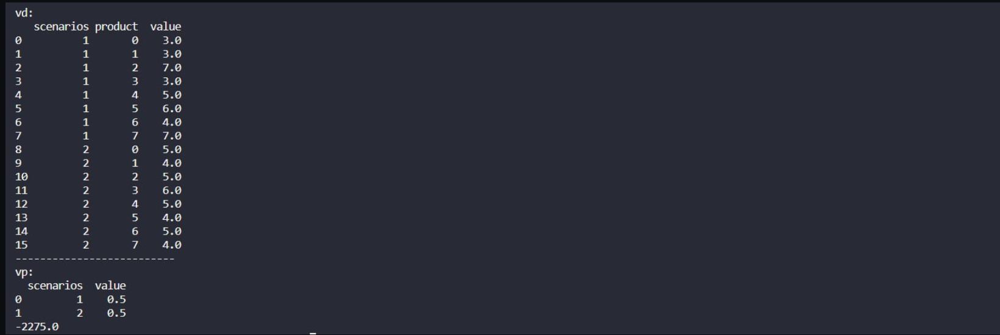 vd:
scenarios product value
0 1 0 3.0
1 1 1 3.0
2 1 2 7.0
3 1 3 3.0
4 1 4 5.0
5 1 5 6.0
6 1 6 4.0
7 1 7 7.0
8 2 0 5.0
9 2 1 4.0
10 2 2 5.0
11 2 3 6.0
12 2 4 5.0
13 2 5 4.0
14 2 6 5.0
15 2 7 4.0
--------------------------
vp:
scenarios value
0 1 0.5
1 2 0.5
-2275.0